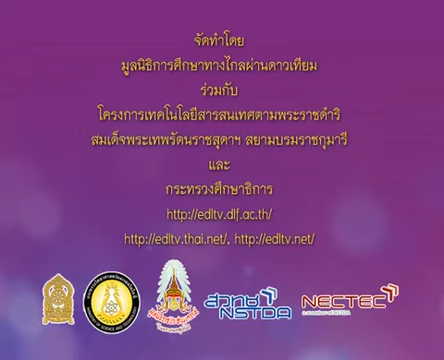 จัดทำโดย
มูลนิธิการศึกษาทางไกลผ่านดาวเทียม
ร่วมกับ
โครงการเทคโนโลยีสารสนเทศตามพระราชดำริ
สมเด็จพระเทพรัตนราชสุดาฯ สยามบรมราชกุมารี
และ
กระทรวงศึกษาธิการ
http://edltv.dlf.ac.th/
http://edltv.thai.net/, http://edltv.net/
สวทช NECTEC
NSTDA a member of NSTDA